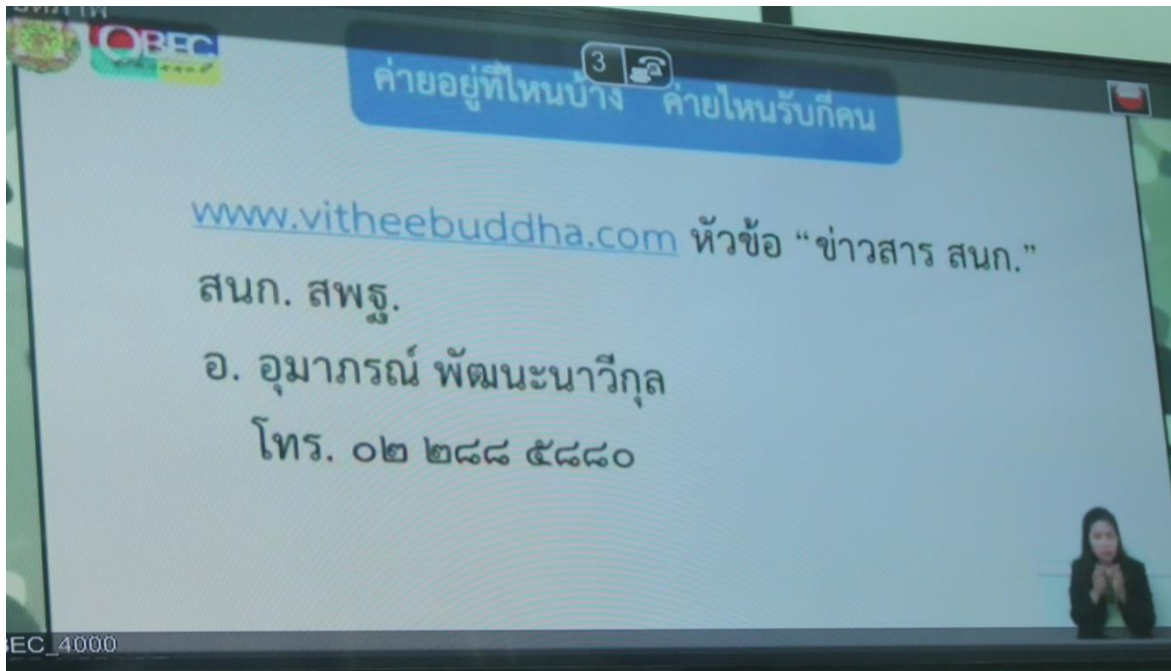 OBEC
3
ค่ายอยู่ที่ไหนบ้าง ค่ายไหนรับกี่คน
www.vitheebuddha.com หัวข้อ “ข่าวสาร สนก.”
สนก. สพฐ.
อ. อุมาภรณ์ พัฒนะนาวีกุล
โทร. ๐๒ ๒๘๘ ๕๘๘๐
BEC_4000